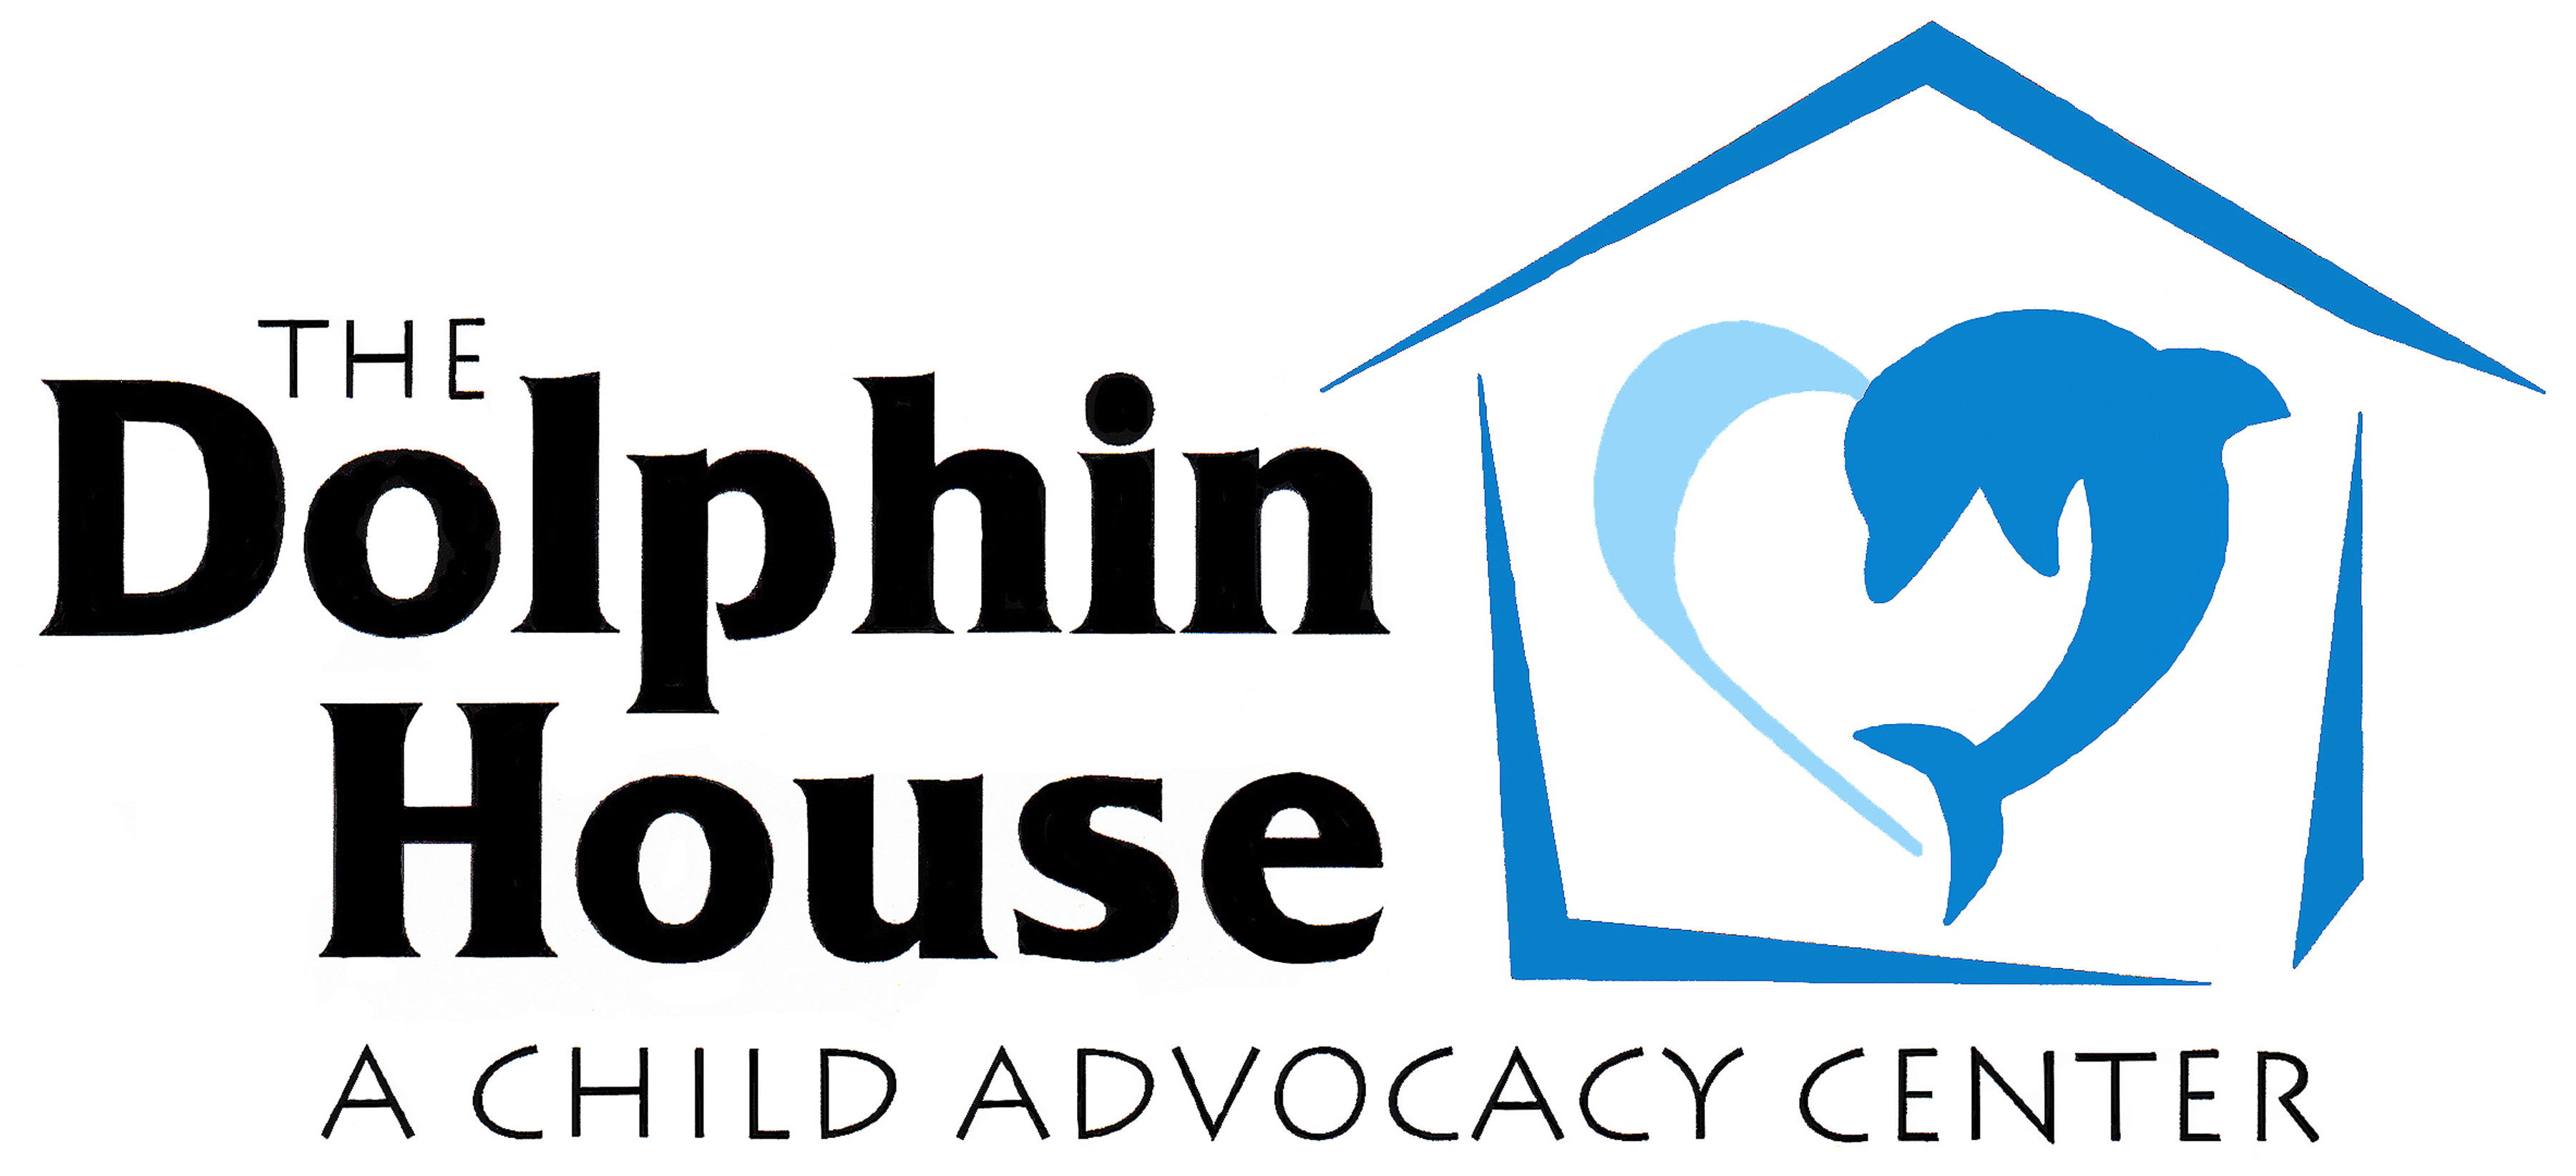 THE
Dolphin
House
A CHILD ADVOCACY CENTER